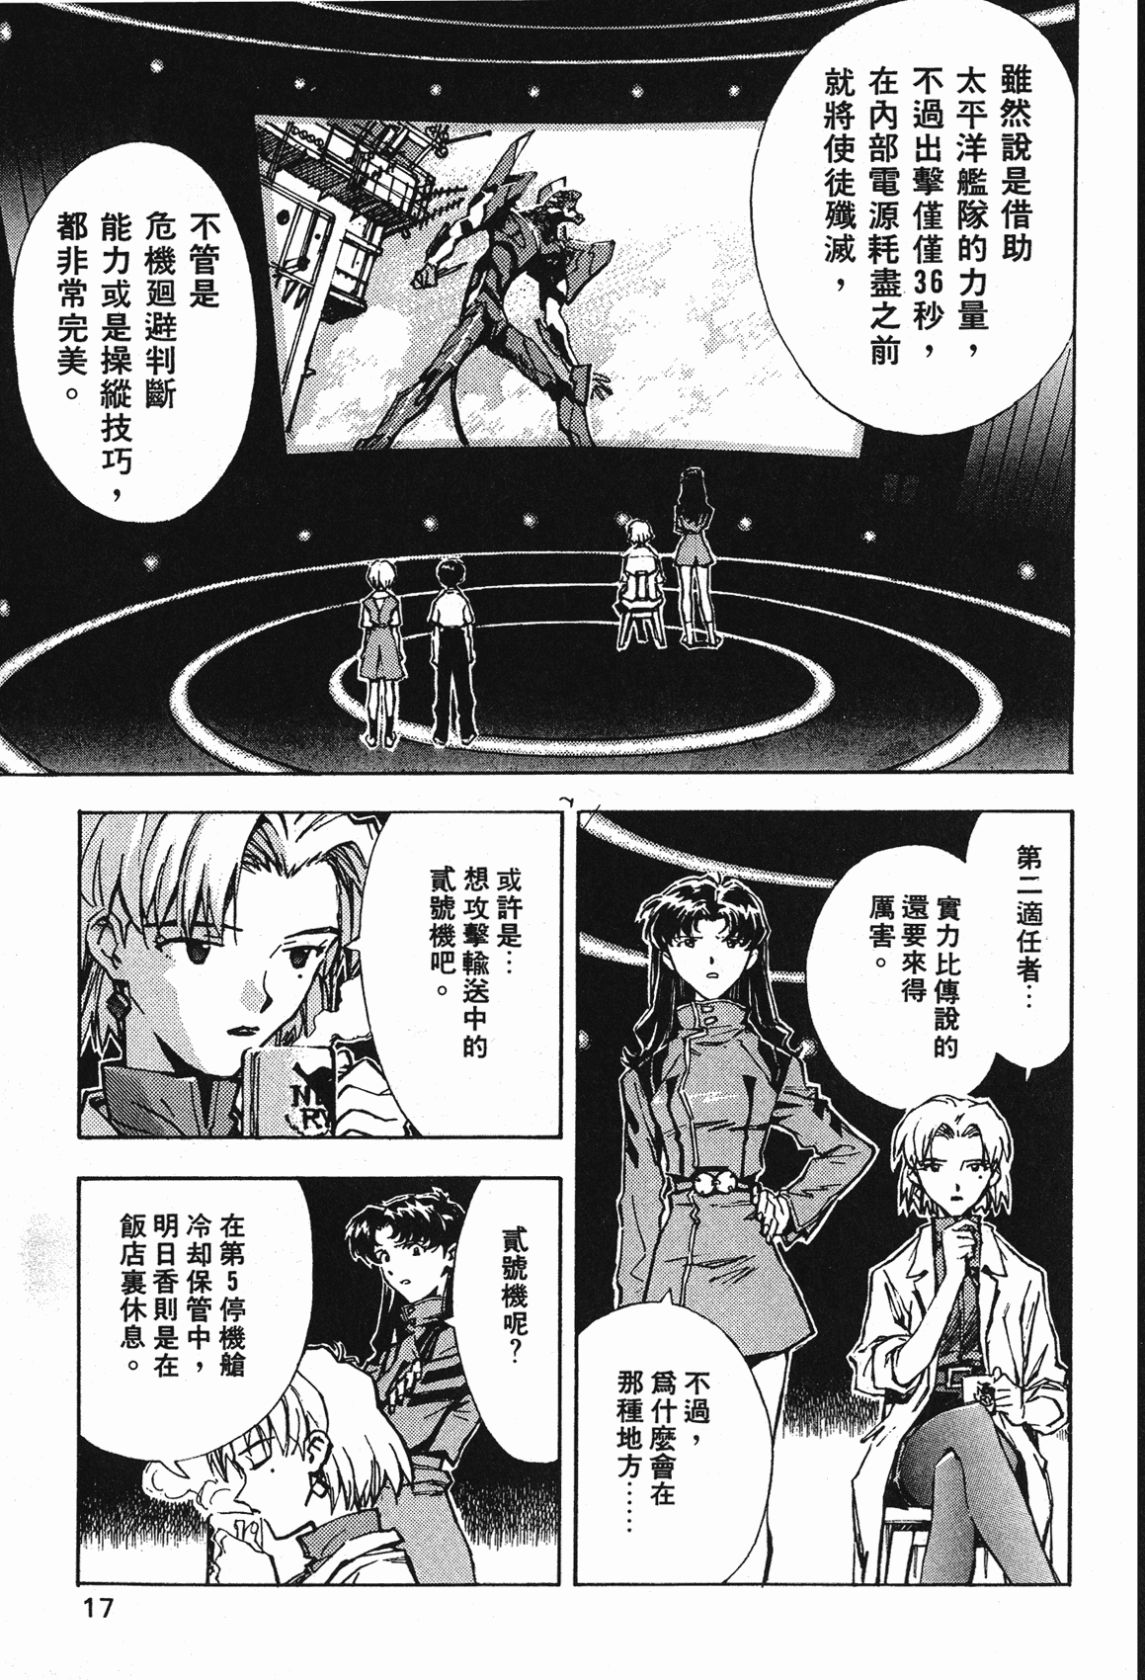 雖然說是借助
太平洋艦隊的力量，
不過出擊僅僅36秒，
在內部電源耗盡之前
就將使徒殲滅，
不管是
危機廻避判斷
能力或是操縱技巧，
都非常完美。
第二適任者…
實力比傳說的
還要來得
厲害。
不過，
為什麼會在
那種地方……
或許是…
想攻擊輸送中的
貳號機吧。
貳號機呢？
在第5停機艙
冷却保管中，
明日香則是在
飯店裏休息。
17